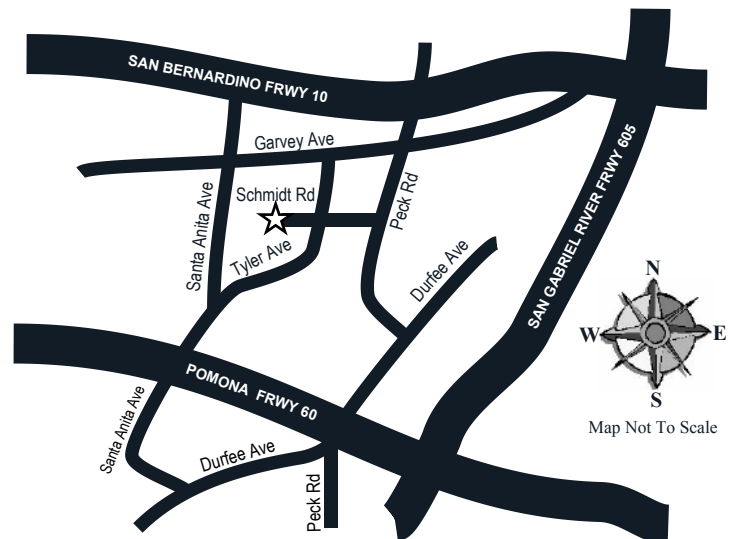 SAN BERNARDINO FRWY 10
Garvey Ave
Schmidt Rd
Santa Anita Ave
Peck Rd
Tyler Ave
Durfee Ave
SAN GABRIEL RIVER FRWY 605
N
W
E
S
Map Not To Scale
POMONA FRWY 60
Santa Anita Ave
Durfee Ave
Peck Rd